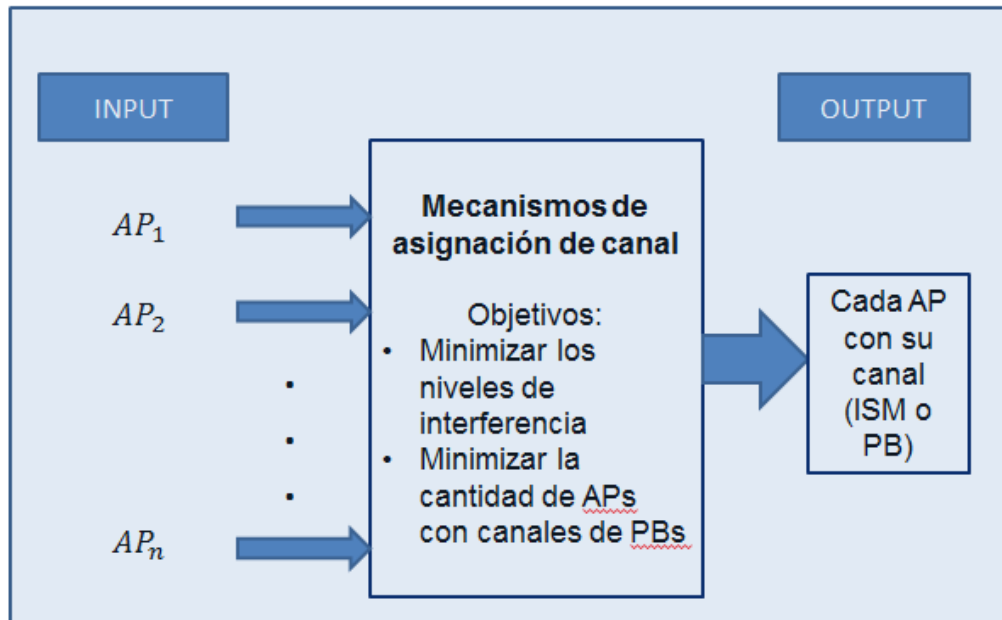 INPUT
OUTPUT
AP₁
AP₂
APₙ
Mecanismos de
asignación de canal
Objetivos:
• Minimizar los
niveles de
interferencia
• Minimizar la
cantidad de APs
con canales de PBs
Cada AP
con su
canal
(ISM o
PB)